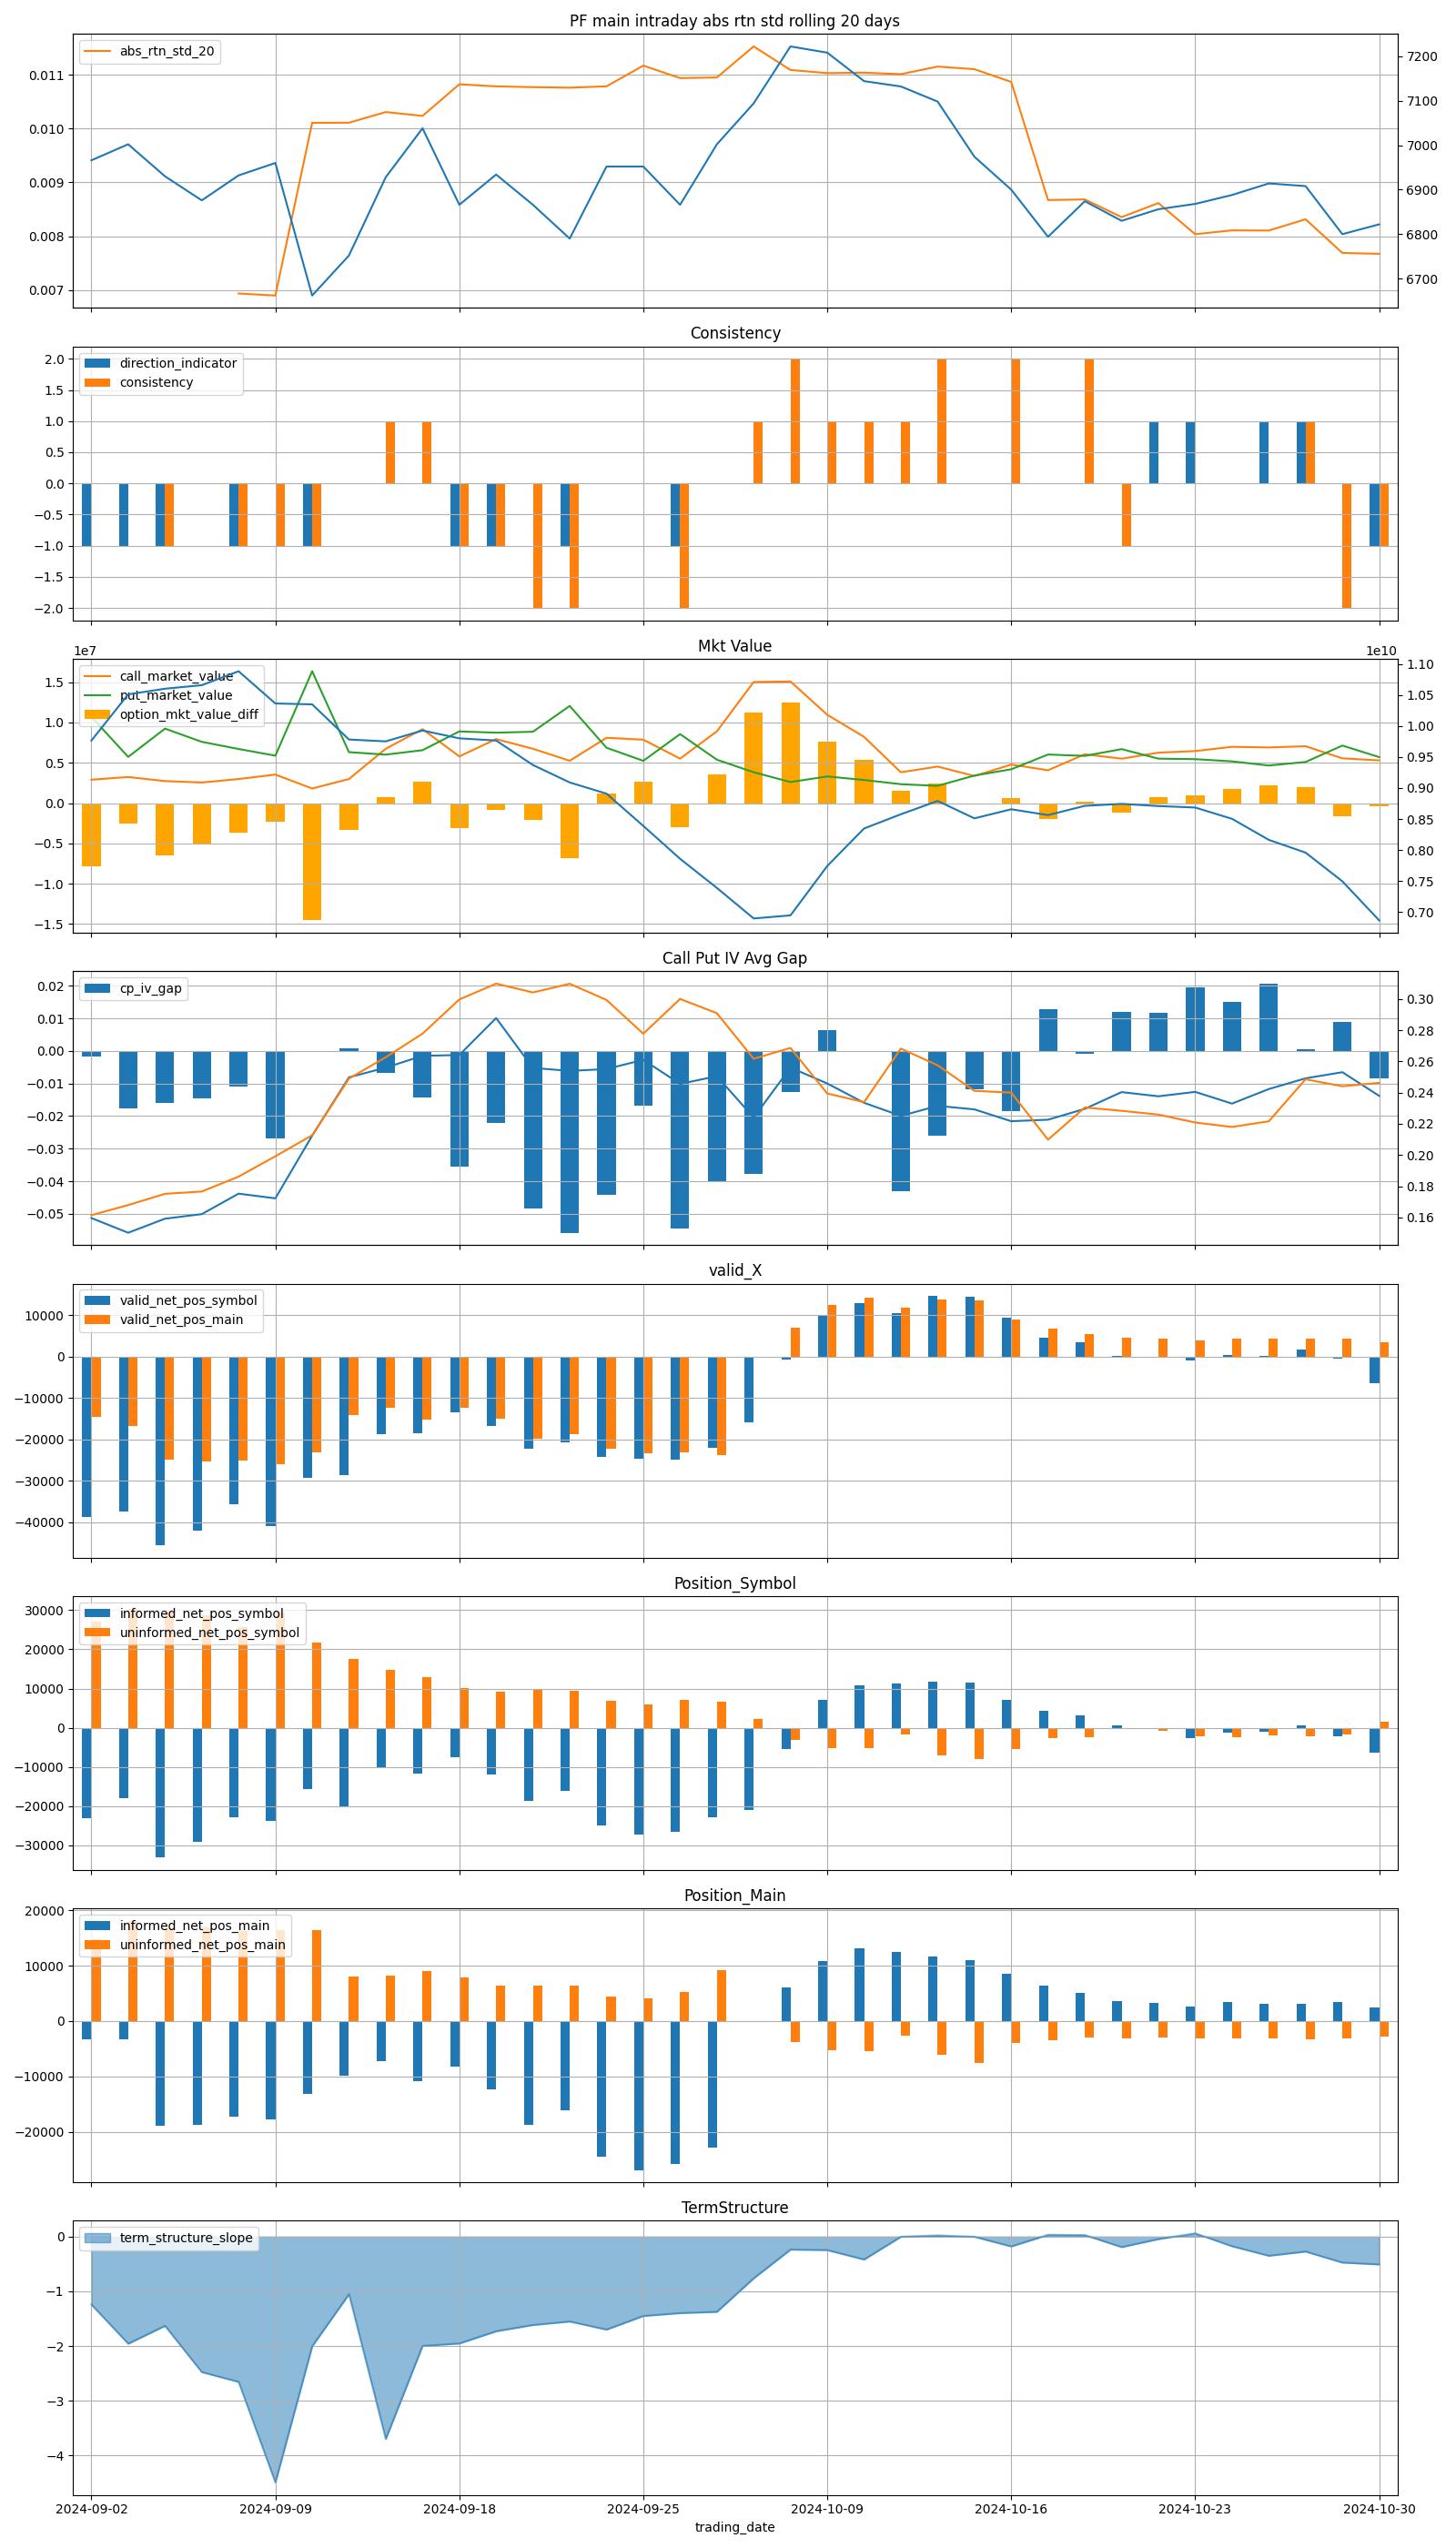 PF main intraday abs rtn std rolling 20 days
abs_rtn_std_20
0.011
0.010
0.009
0.008
0.007
7200
7100
7000
6900
6800
6700
Consistency
direction_indicator
consistency
2.0
1.5
1.0
0.5
0.0
−0.5
−1.0
−1.5
−2.0
Mkt Value
1e7
1e10
call_market_value
put_market_value
option_mkt_value_diff
1.5
1.0
0.5
0.0
−0.5
−1.0
−1.5
1.10
1.05
1.00
0.95
0.90
0.85
0.80
0.75
0.70
Call Put IV Avg Gap
cp_iv_gap
0.02
0.01
0.00
−0.01
−0.02
−0.03
−0.04
−0.05
0.30
0.28
0.26
0.24
0.22
0.20
0.18
0.16
valid_X
valid_net_pos_symbol
valid_net_pos_main
10000
0
−10000
−20000
−30000
−40000
Position_Symbol
informed_net_pos_symbol
uninformed_net_pos_symbol
30000
20000
10000
0
−10000
−20000
−30000
Position_Main
informed_net_pos_main
uninformed_net_pos_main
20000
10000
0
−10000
−20000
TermStructure
term_structure_slope
0
−1
−2
−3
−4
2024-09-02 2024-09-09 2024-09-18 2024-09-25 2024-10-09 2024-10-16 2024-10-23 2024-10-30
trading_date